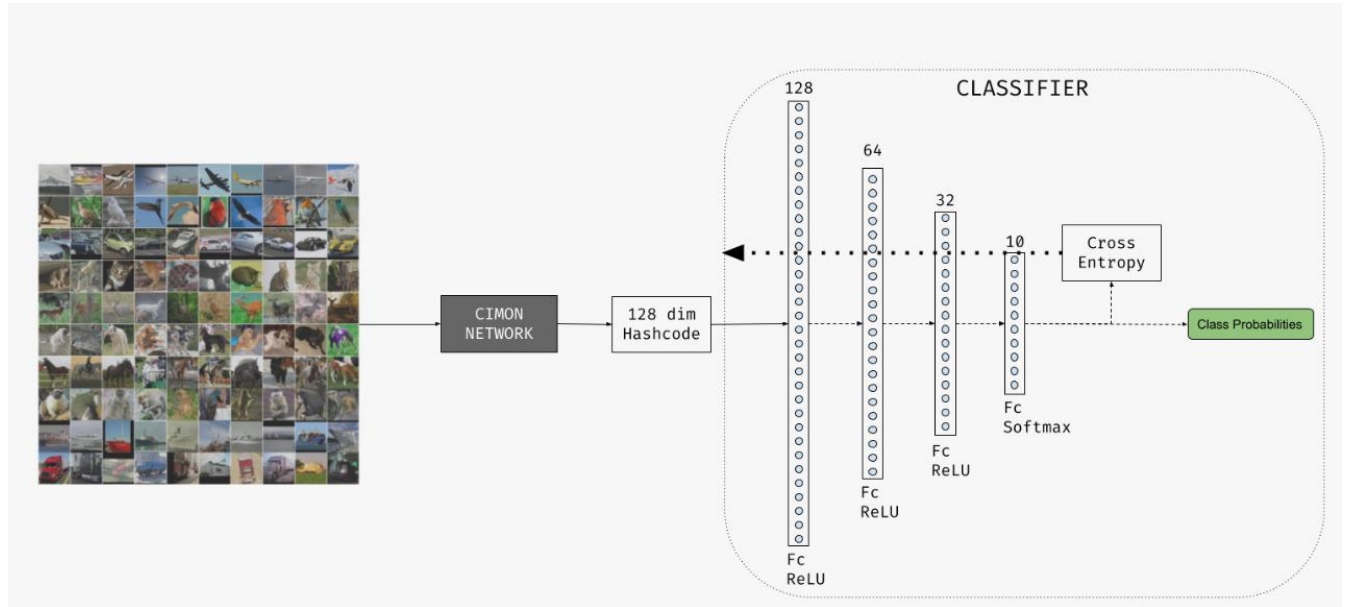 CLASSIFIER
128
64
32
10
Cross
Entropy
CIMON
NETWORK
128 dim
Hashcode
Class Probabilities
Fc
Softmax
Fc
ReLU
Fc
ReLU
Fc
ReLU